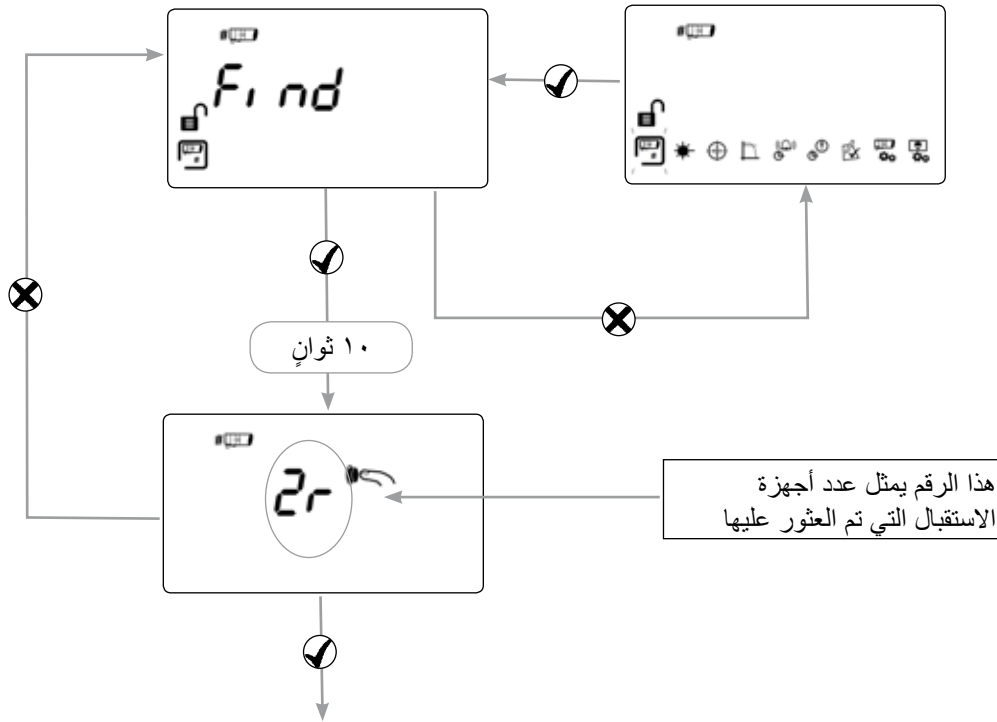 Find
١٠ ثوانٍ
2r
هذا الرقم يمثل عدد أجهزة
الاستقبال التي تم العثور عليها